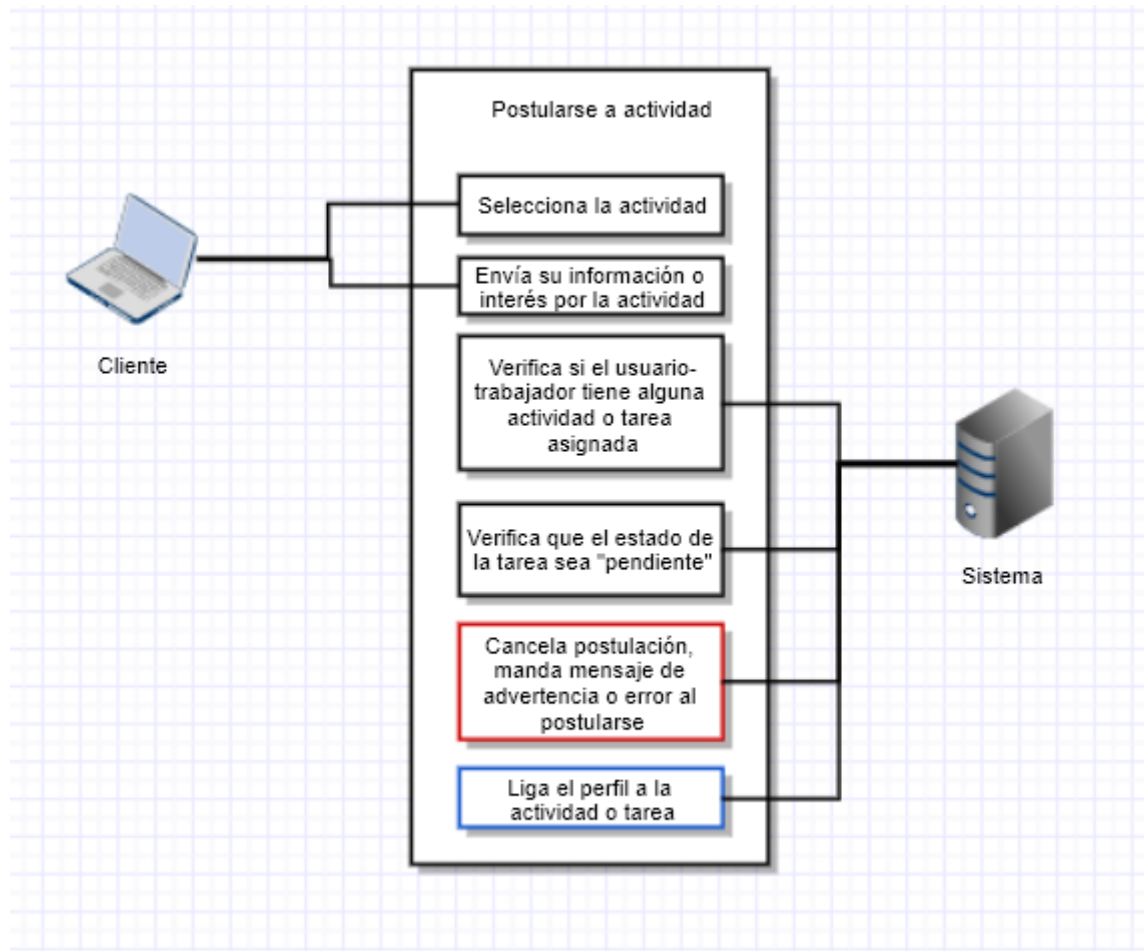 Postularse a actividad
Selecciona la actividad
Envía su información o
interés por la actividad
Cliente
Verifica si el usuario-
trabajador tiene alguna
actividad o tarea
asignada
Verifica que el estado de
la tarea sea "pendiente"
Sistema
Cancela postulación,
manda mensaje de
advertencia o error al
postularse
Liga el perfil a la
actividad o tarea